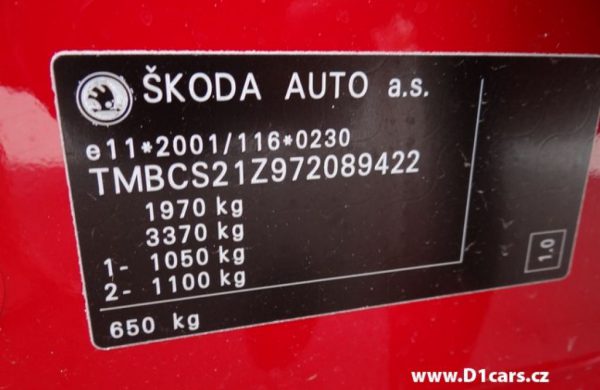 ŠKODA AUTO a.s.
e11*2001/116*0230
TMBCS21Z972089422
1970 kg
3370 kg
1- 1050 kg
2- 1100 kg
650 kg
1.0
www.D1cars.cz